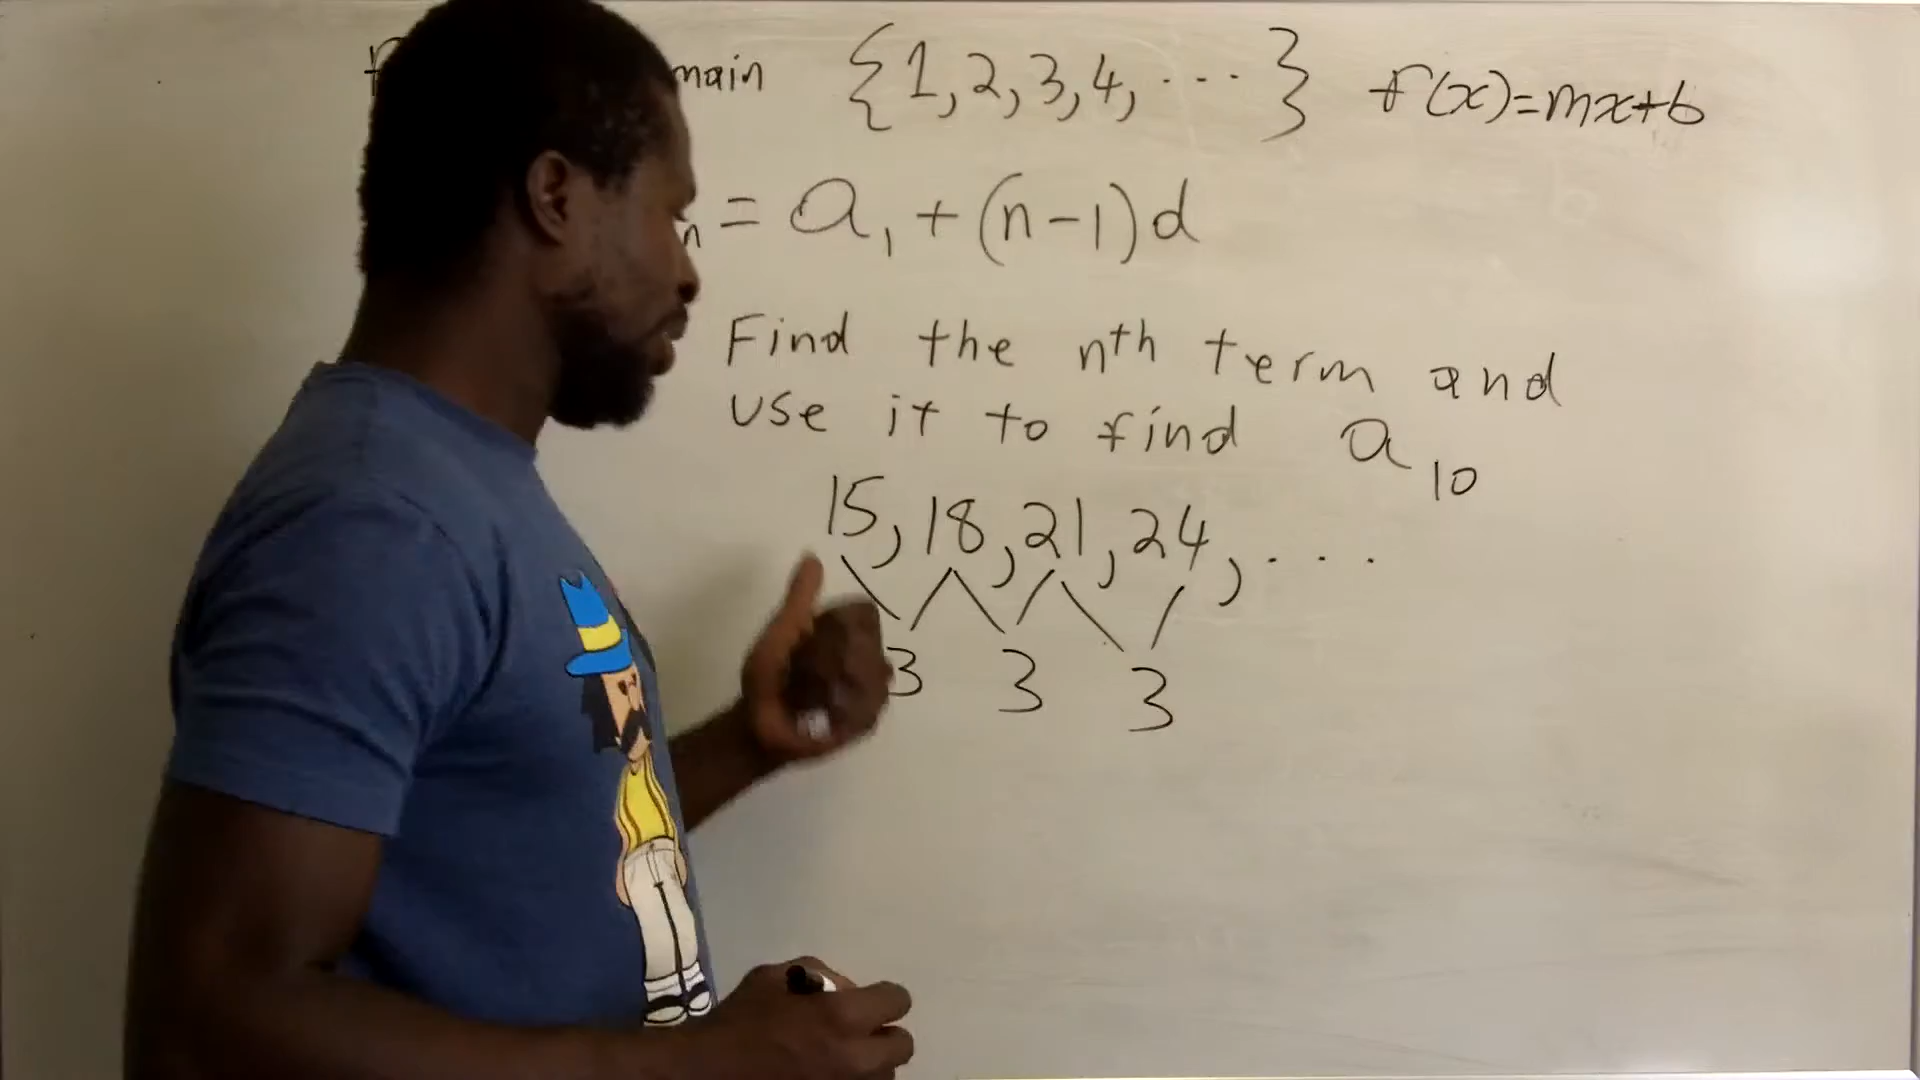 {1, 2, 3, 4, ...} f(x)=mx+b
n = a₁ + (n-1)d
Find the nth term and
use it to find a₁₀
15, 18, 21, 24, ...
3 3 3